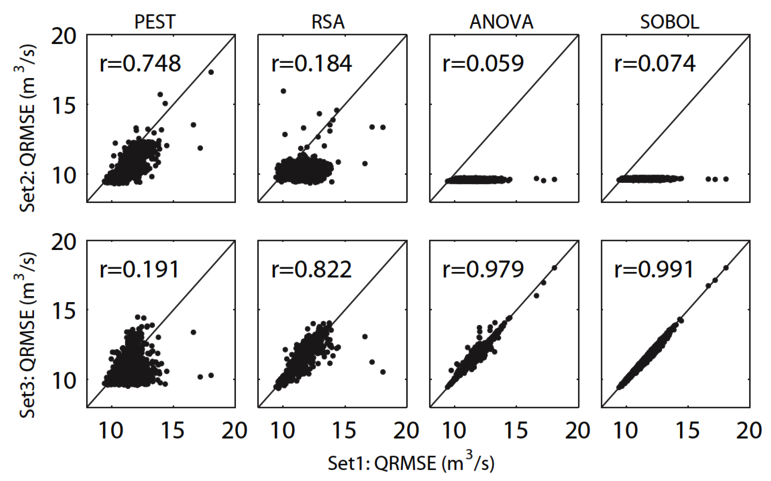 PEST RSA ANOVA SOBOL
20
r=0.748 r=0.184 r=0.059 r=0.074
15
10
Set2: QRMSE (m³/s)
20
r=0.191 r=0.822 r=0.979 r=0.991
15
10
Set3: QRMSE (m³/s)
10 15 20 10 15 20 10 15 20 10 15 20
Set1: QRMSE (m³/s)